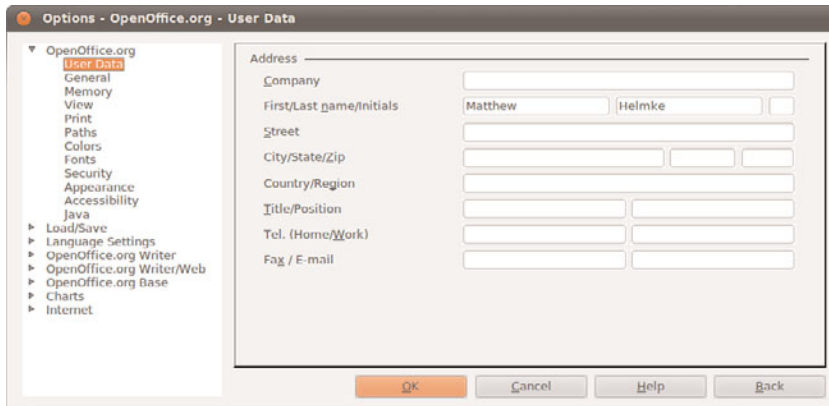 Options - OpenOffice.org - User Data
OpenOffice.org
User Data
General
Memory
View
Print
Paths
Colors
Fonts
Security
Appearance
Accessibility
Java
Load/Save
Language Settings
OpenOffice.org Writer
OpenOffice.org Writer/Web
OpenOffice.org Base
Charts
Internet
Address
Company
First/Last name/Initials Matthew Helmke
Street
City/State/Zip
Country/Region
Title/Position
Tel. (Home/Work)
Fax / E-mail
OK Cancel Help Back